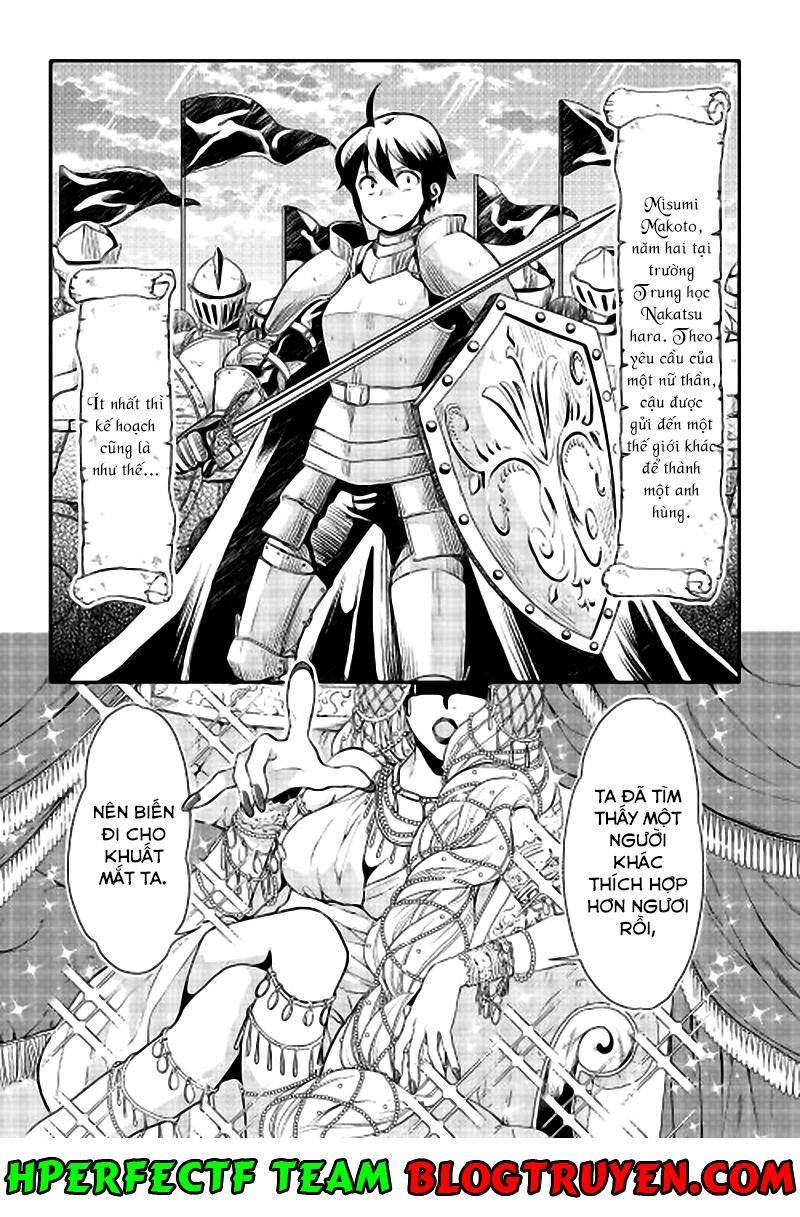 Misumi
Makoto,
năm hai tại
trường
Trung học
Nakatsu
hara. Theo
yêu cầu của
một nữ thần,
cậu được
gửi đến một
thế giới khác
để thành
một anh
hùng.
Ít nhất thì
kế hoạch
cũng là
như thế...
TA ĐÃ TÌM
THẤY MỘT
NGƯỜI
KHÁC
THÍCH HỢP
HƠN NGƯƠI
RỒI,
NÊN BIẾN
ĐI CHO
KHUẤT
MẮT TA.
HPERFECTF TEAM BLOGTRUYEN.COM